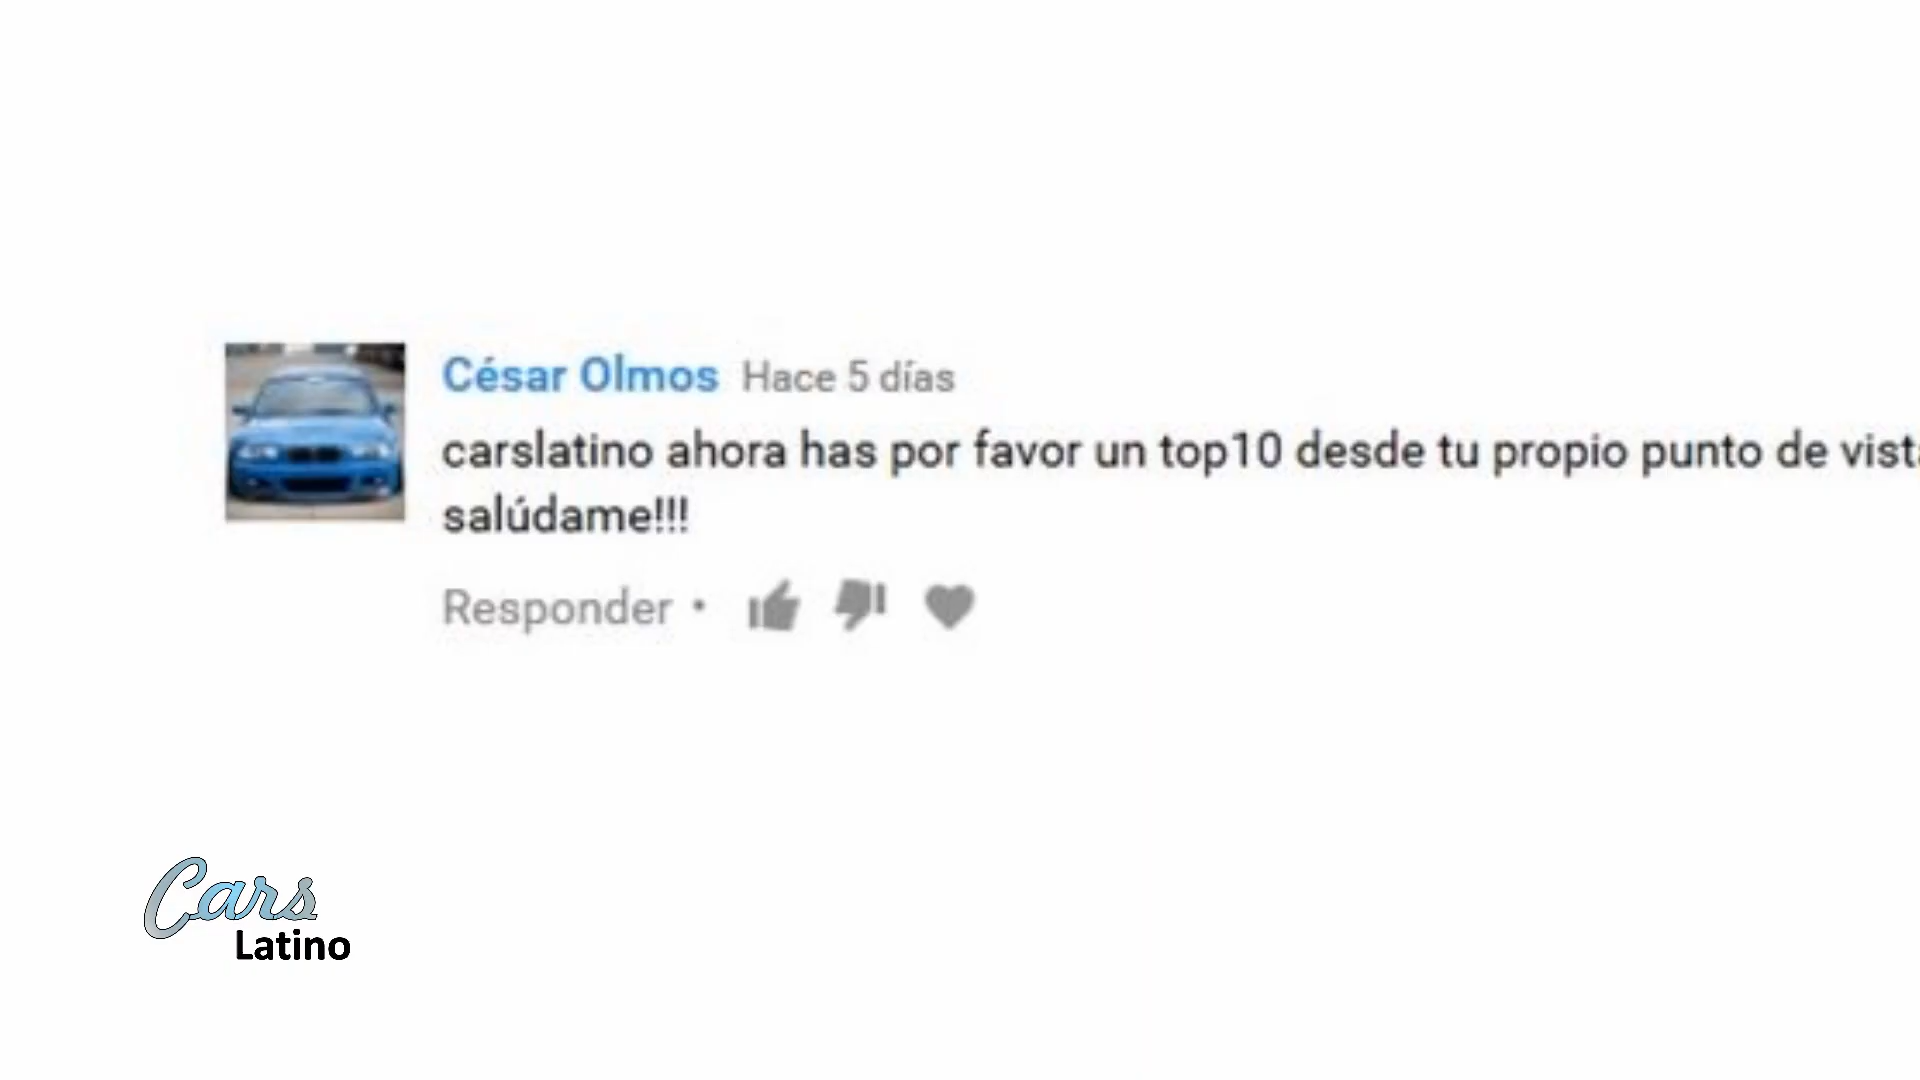 César Olmos Hace 5 días
carslatino ahora has por favor un top10 desde tu propio punto de vista
salúdame!!!
Responder •
Cars
Latino